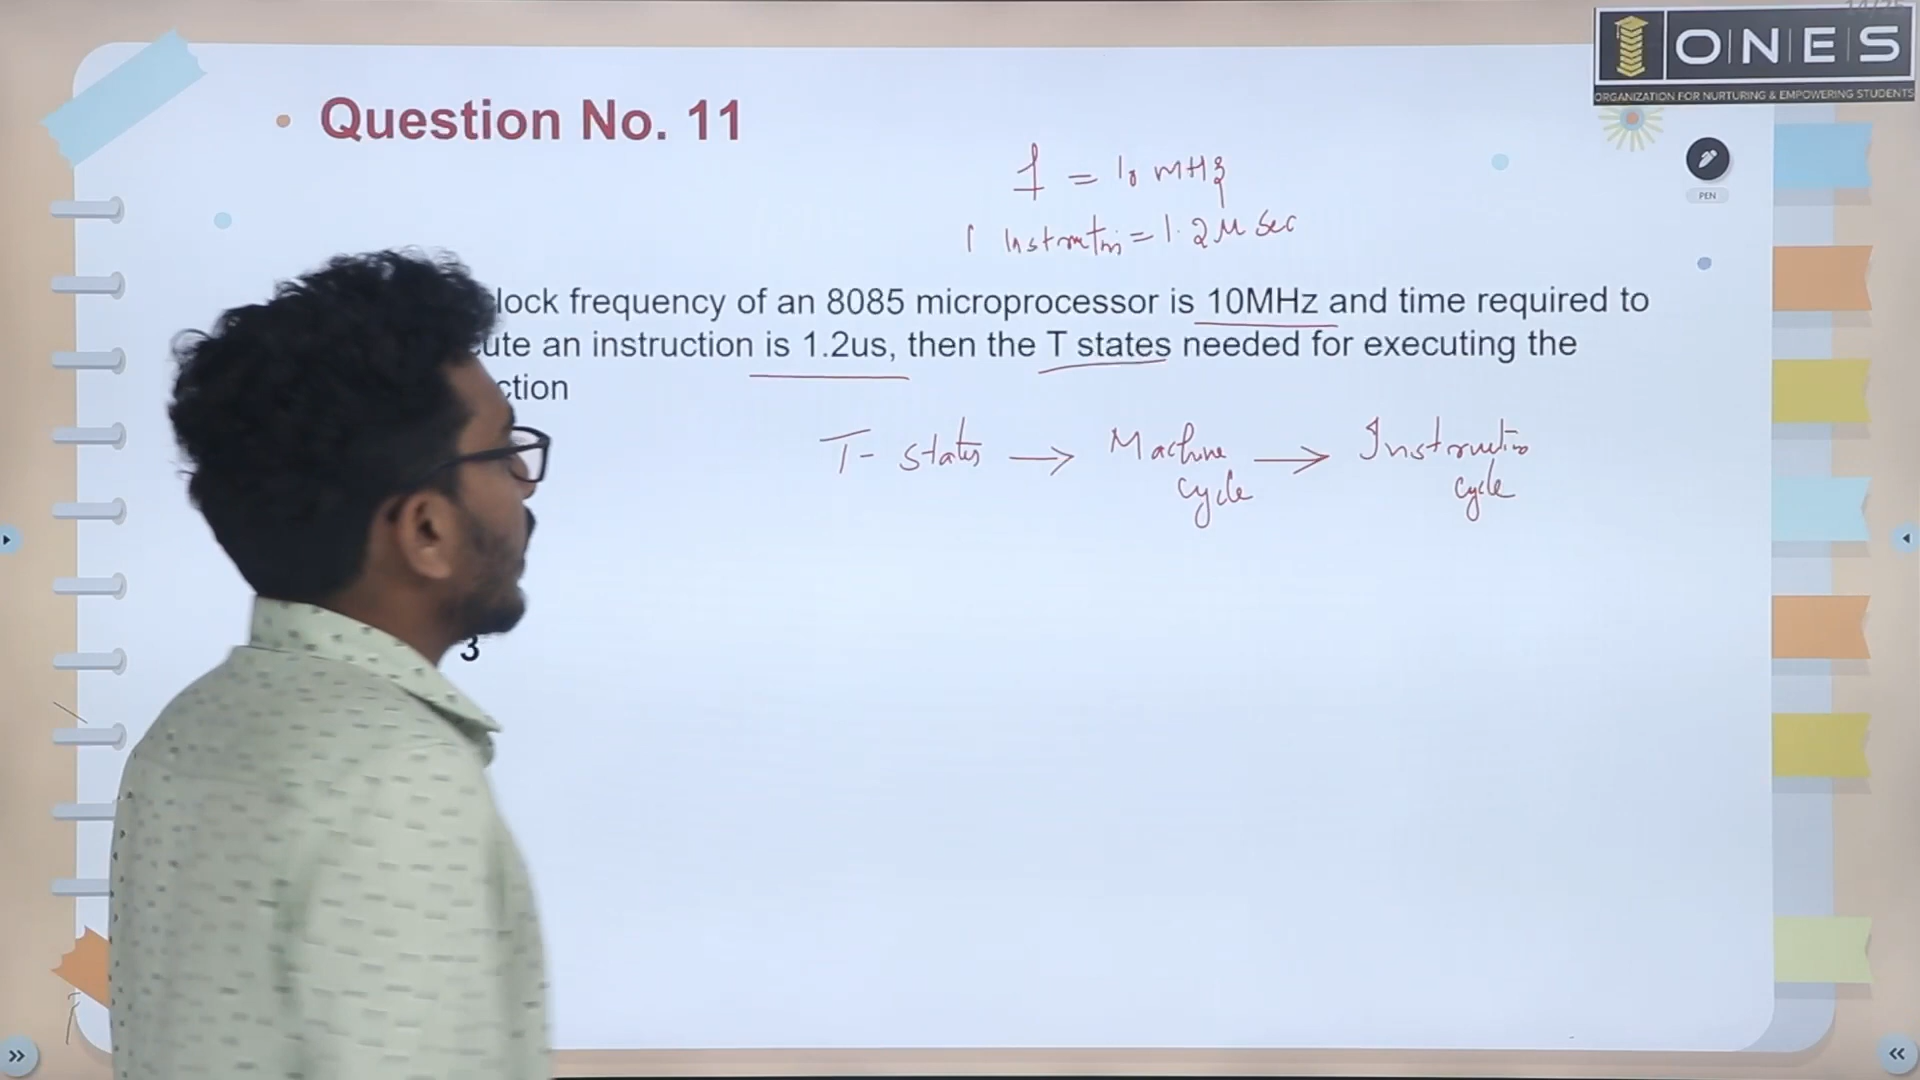 ONES
ORGANIZATION FOR NURTURING & EMPOWERING STUDENTS
• Question No. 11
f = 10 MHz
PEN
1 Instruction = 1.2 μ sec
lock frequency of an 8085 microprocessor is 10MHz and time required to
ute an instruction is 1.2us, then the T states needed for executing the
ction
T- states → Machine cycle → Instruction cycle
3